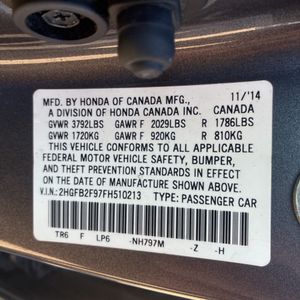 MFD. BY HONDA OF CANADA MFG., 11/'14
A DIVISION OF HONDA CANADA INC. CANADA
GVWR 3792LBS GAWR F 2029LBS R 1786LBS
GVWR 1720KG GAWR F 920KG R 810KG
THIS VEHICLE CONFORMS TO ALL APPLICABLE
FEDERAL MOTOR VEHICLE SAFETY, BUMPER,
AND THEFT PREVENTION STANDARDS IN EFFECT
ON THE DATE OF MANUFACTURE SHOWN ABOVE.
V.I.N.: 2HGFB2F97FH510213 TYPE: PASSENGER CAR
TR6 F LP6 -NH797M -Z -H